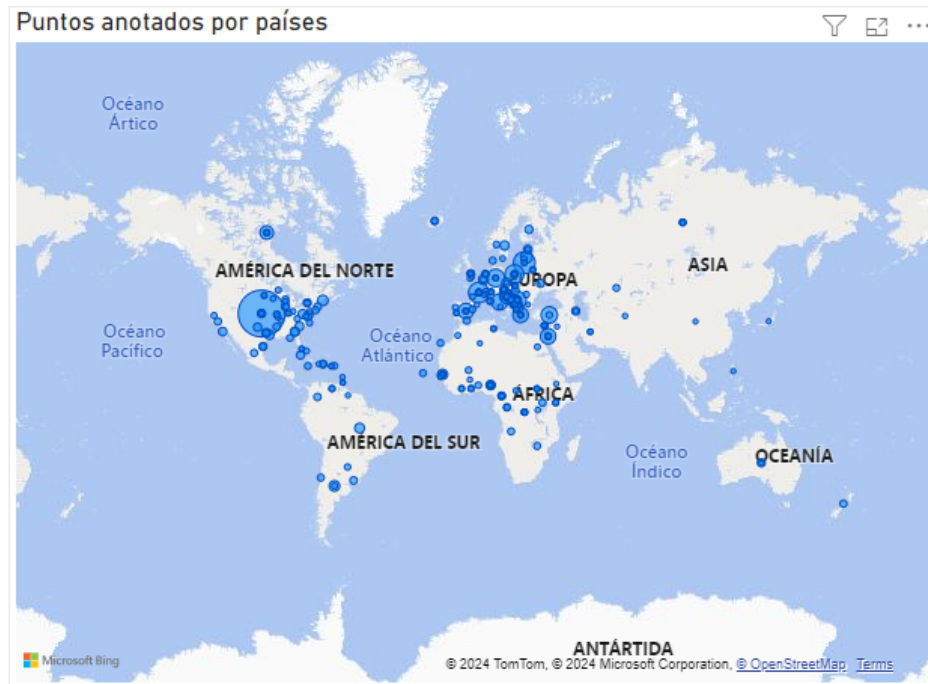 Puntos anotados por países
Océano
Ártico
AMÉRICA DEL NORTE
UROPA
ASIA
Océano
Pacífico
Océano
Atlántico
ÁFRICA
AMÉRICA DEL SUR
Océano
Índico
OCEANÍA
ANTÁRTIDA
Microsoft Bing
© 2024 TomTom, © 2024 Microsoft Corporation, © OpenStreetMap Terms